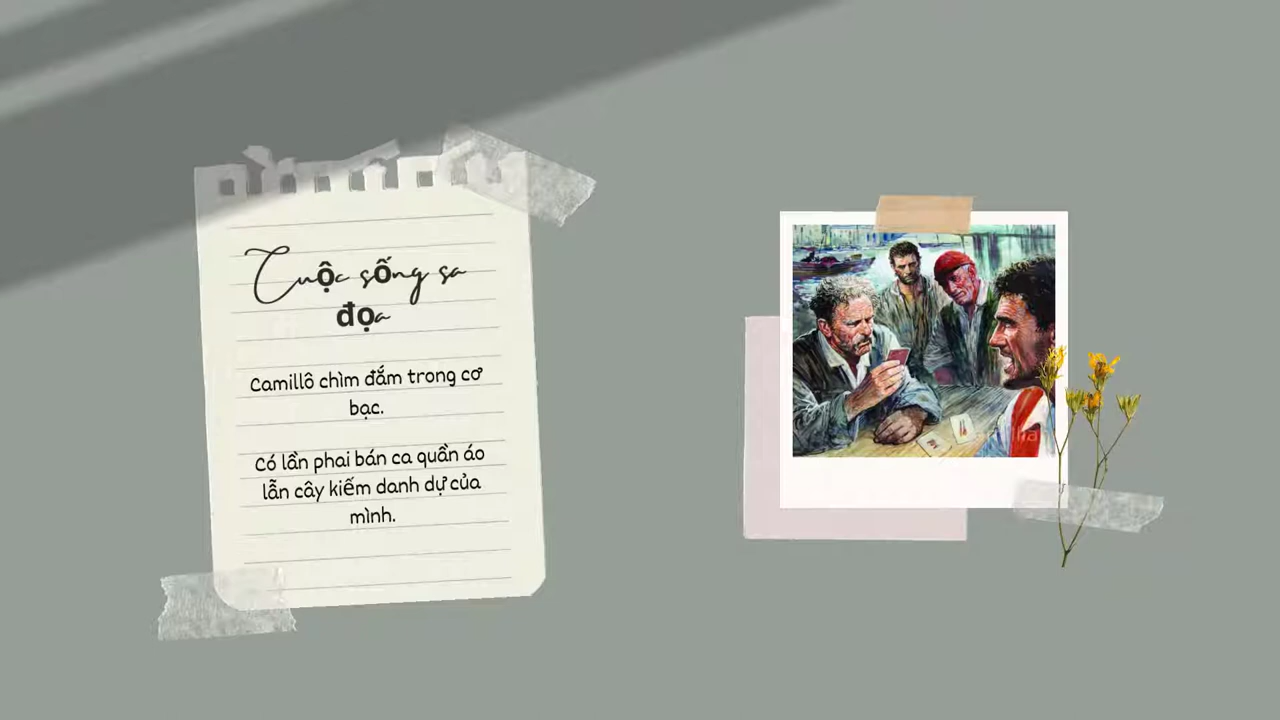 Cuộc sống sa
đọa
Camillô chìm đắm trong cơ
bạc.
Có lần phai bán ca quần áo
lẫn cây kiếm danh dự của
mình.